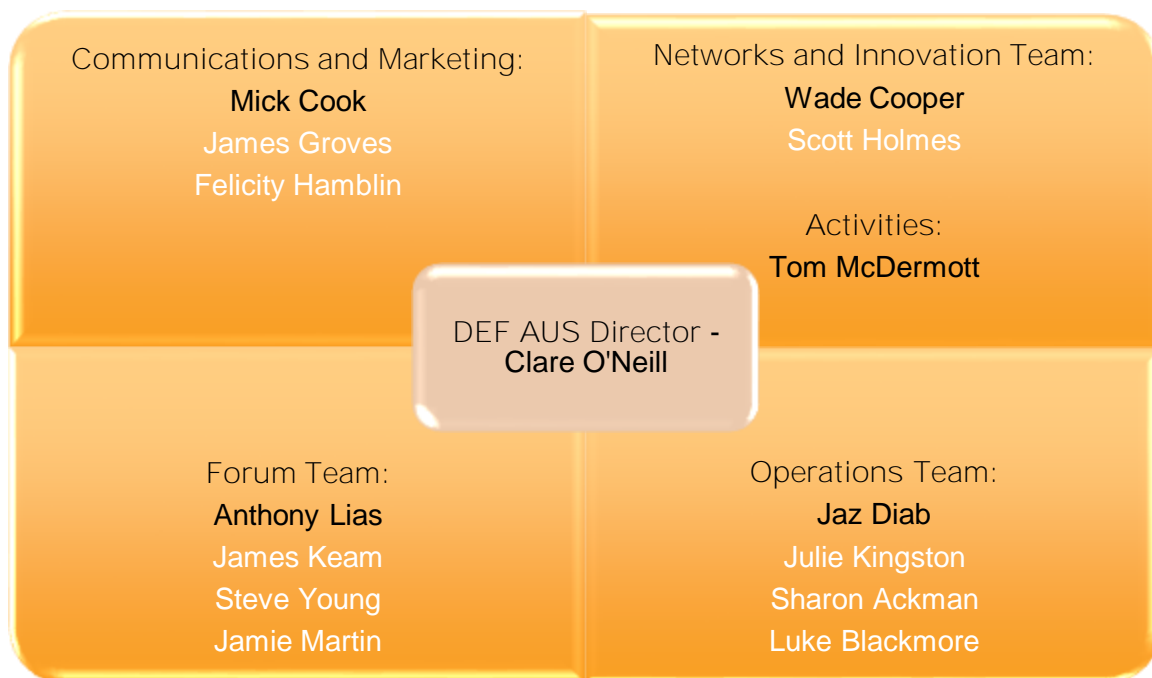 Communications and Marketing:
Mick Cook
James Groves
Felicity Hamblin
Networks and Innovation Team:
Wade Cooper
Scott Holmes
Activities:
Tom McDermott
DEF AUS Director -
Clare O'Neill
Forum Team:
Anthony Lias
James Keam
Steve Young
Jamie Martin
Operations Team:
Jaz Diab
Julie Kingston
Sharon Ackman
Luke Blackmore